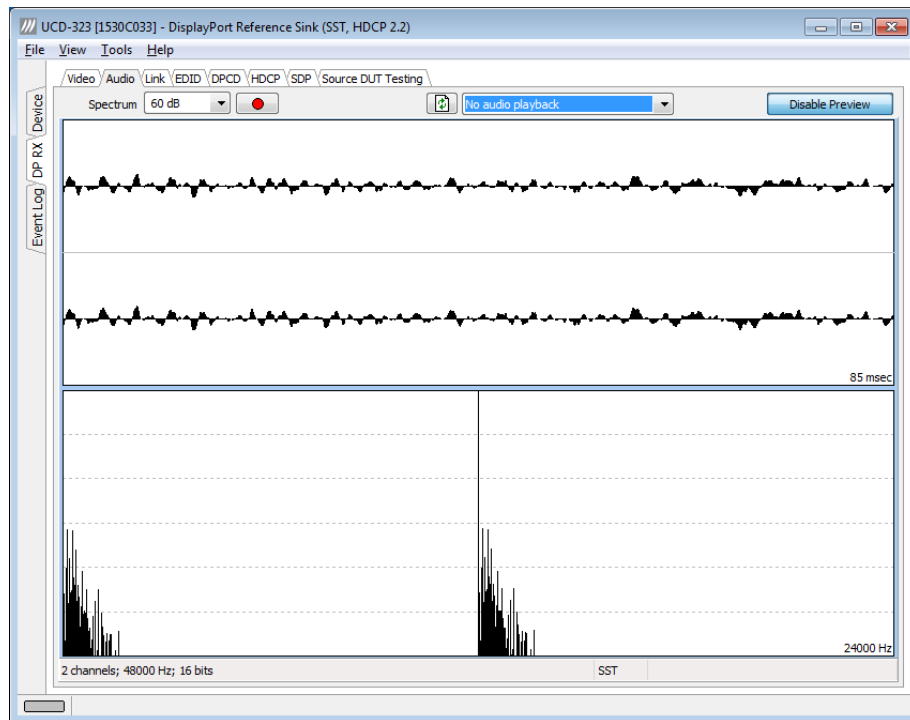 UCD-323 [1530C033] - DisplayPort Reference Sink (SST, HDCP 2.2)
File View Tools Help
Video Audio Link EDID DPCD HDCP SDP Source DUT Testing
Device
DP RX
Event Log
Spectrum 60 dB No audio playback Disable Preview
85 msec
24000 Hz
2 channels; 48000 Hz; 16 bits SST